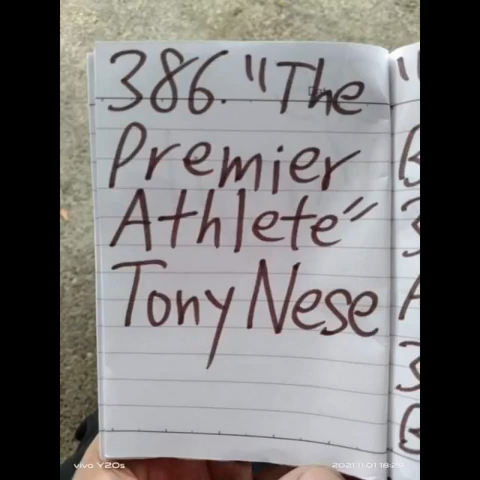 386. "The
Premier
Athlete"
Tony Nese
vivo Y20s
2021.11.01 18:29